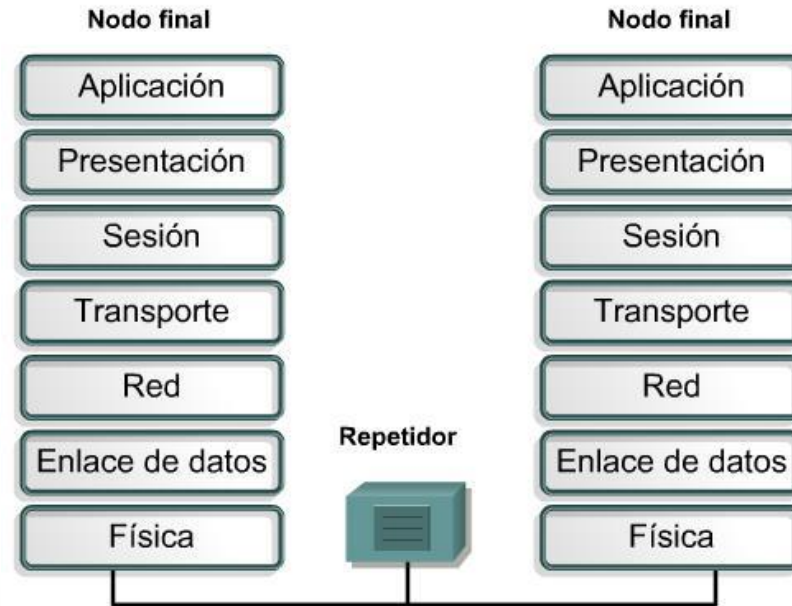 Nodo final
Aplicación
Presentación
Sesión
Transporte
Red
Enlace de datos
Física
Repetidor
Nodo final
Aplicación
Presentación
Sesión
Transporte
Red
Enlace de datos
Física